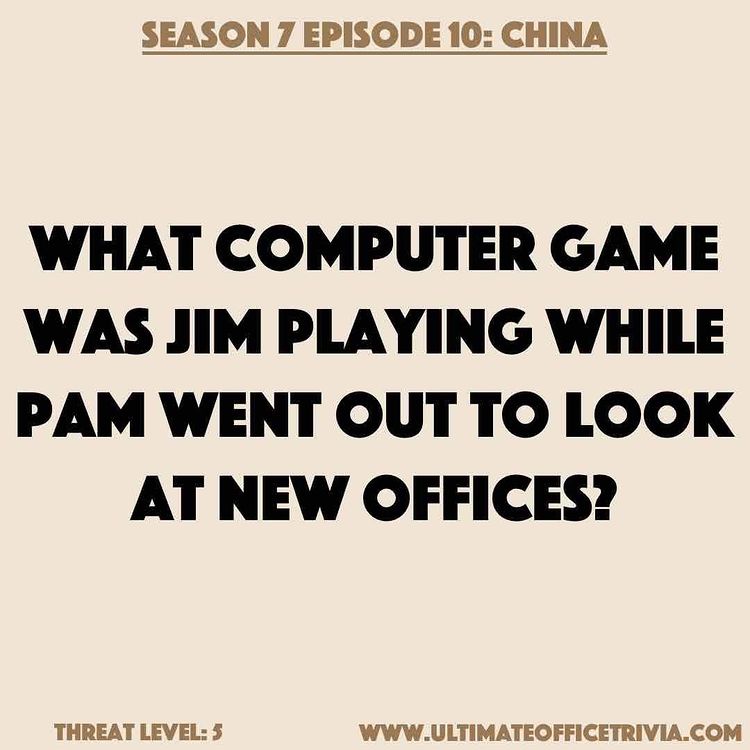 SEASON 7 EPISODE 10: CHINA
WHAT COMPUTER GAME
WAS JIM PLAYING WHILE
PAM WENT OUT TO LOOK
AT NEW OFFICES?
THREAT LEVEL: 5
WWW.ULTIMATEOFFICETRIVIA.COM